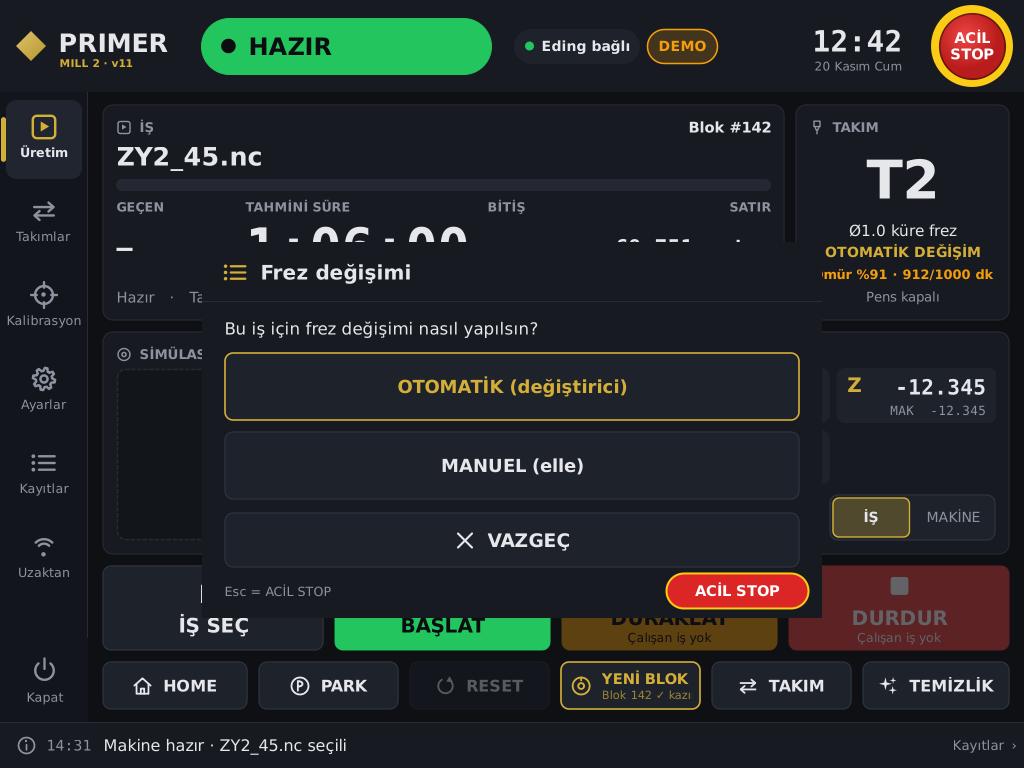 PRIMER
MILL 2 · v11
HAZIR
Eding bağlı
DEMO
12:42
20 Kasım Cum
ACİL
STOP
Üretim
Takımlar
Kalibrasyon
Ayarlar
Kayıtlar
Uzaktan
Kapat
İŞ
Blok #142
ZY2_45.nc
GEÇEN
TAHMİNİ SÜRE
BİTİŞ
SATIR
–
1:06:00
Hazır ·
TAKIM
T2
Ø1.0 küre frez
OTOMATİK DEĞİŞİM
912/1000 dk
%91 ·
Pens kapalı
Frez değişimi
Bu iş için frez değişimi nasıl yapılsın?
OTOMATİK (değiştirici)
MANUEL (elle)
VAZGEÇ
Esc = ACİL STOP
ACİL STOP
Z
-12.345
MAK -12.345
İŞ
MAKİNE
İŞ SEÇ
BAŞLAT
DURAKLAT
Çalışan iş yok
DURDUR
Çalışan iş yok
HOME
PARK
RESET
YENİ BLOK
Blok 142 ✓ kazı
TAKIM
TEMİZLİK
14:31
Makine hazır · ZY2_45.nc seçili
Kayıtlar ›